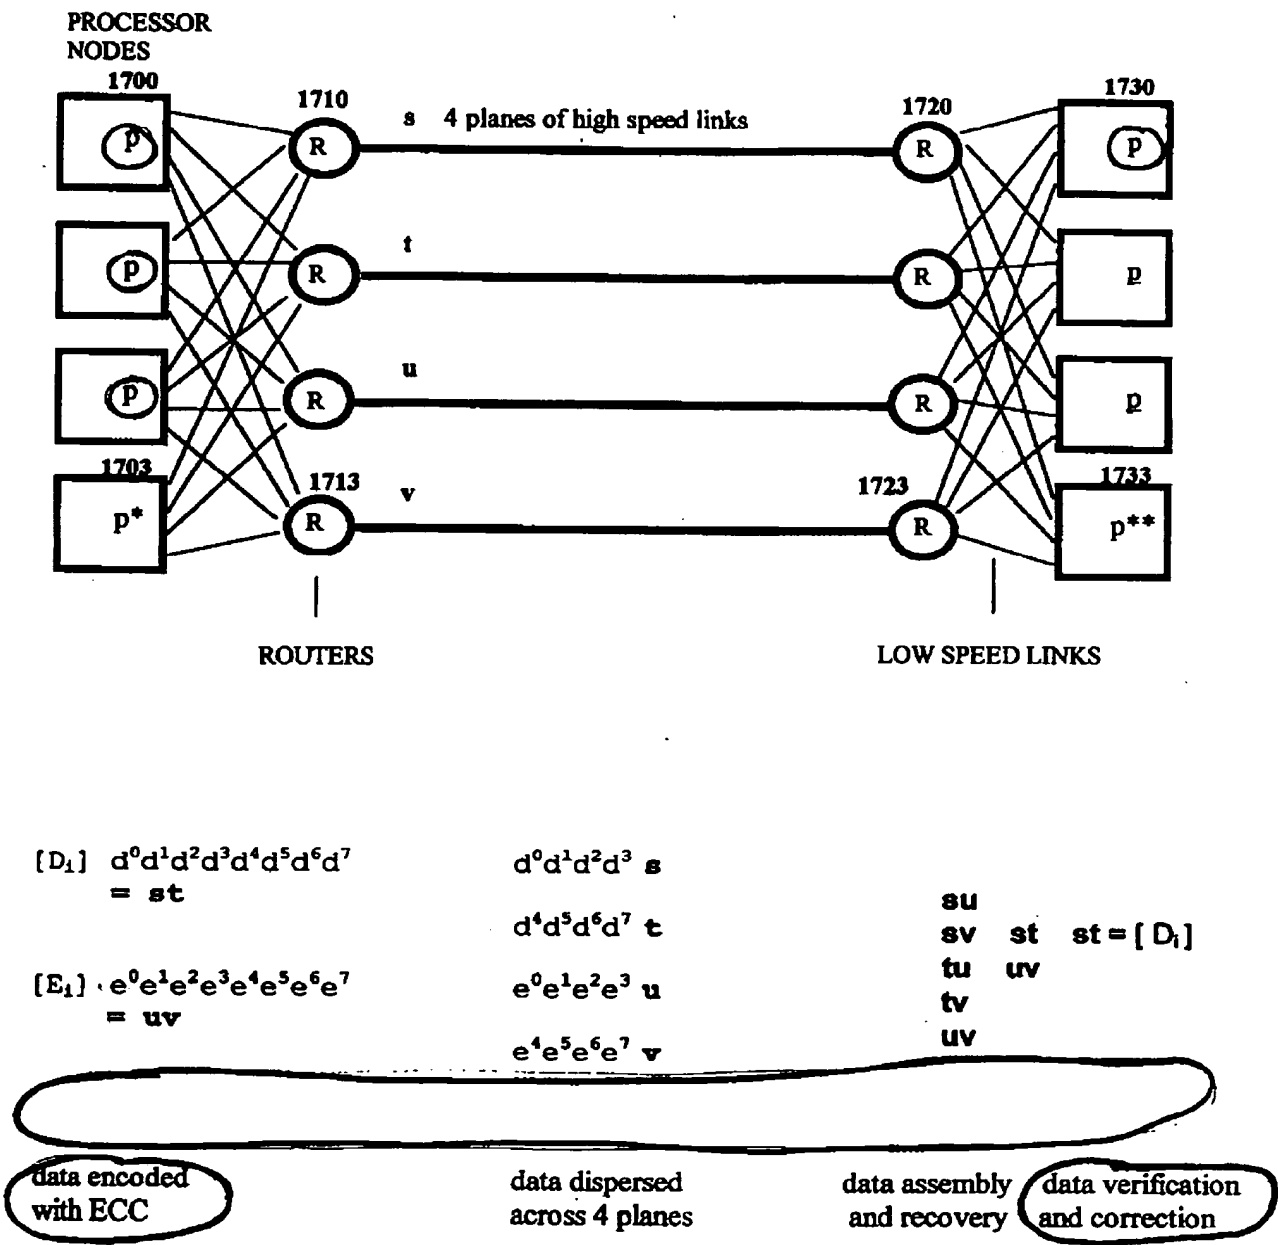 PROCESSOR
NODES
1700
1710
s 4 planes of high speed links
1720
1730
p
R
R
p
t
p
R
R
p
u
p
R
R
p
1703
1713
v
1723
1733
p*
R
R
p**
ROUTERS
LOW SPEED LINKS
[Dᵢ] d⁰d¹d²d³d⁴d⁵d⁶d⁷
= st
[Eᵢ] e⁰e¹e²e³e⁴e⁵e⁶e⁷
= uv
d⁰d¹d²d³ s
d⁴d⁵d⁶d⁷ t
e⁰e¹e²e³ u
e⁴e⁵e⁶e⁷ v
su
sv st st = [Dᵢ]
tu uv
tv
uv
data encoded
with ECC
data dispersed
across 4 planes
data assembly
and recovery
data verification
and correction